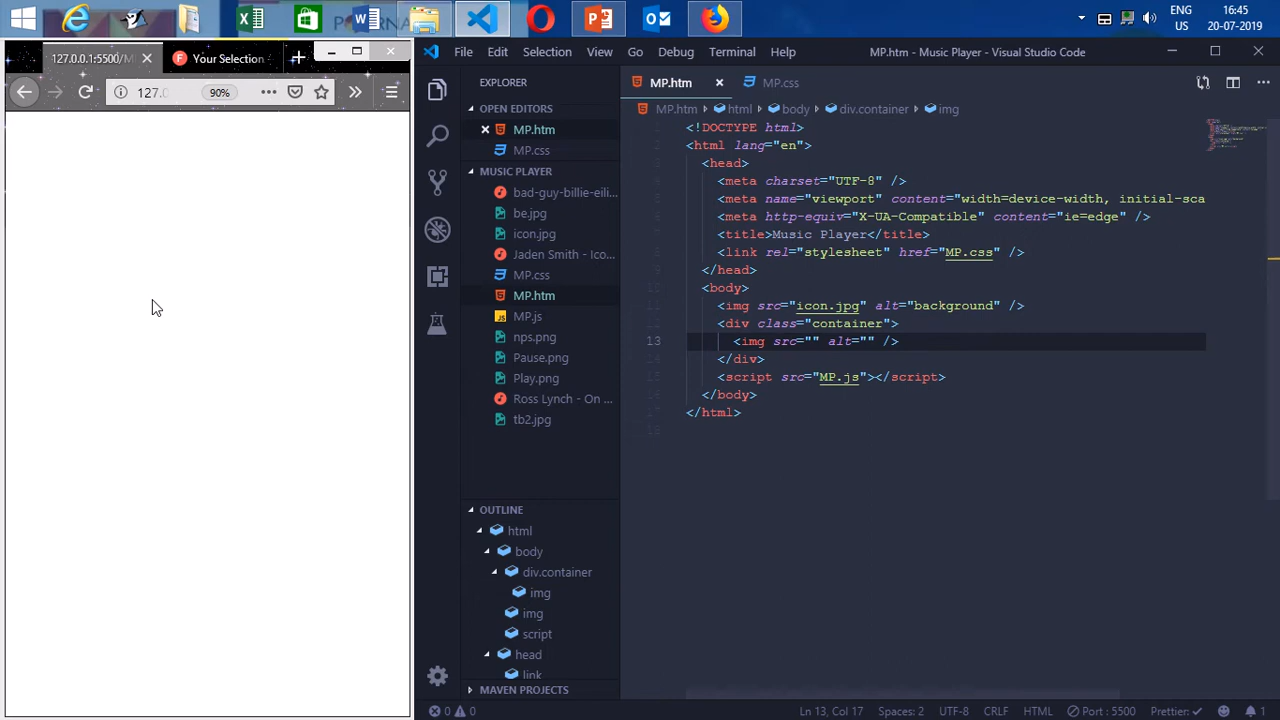 ENG
US
16:45
20-07-2019
127.0.0.1:5500/M
Your Selection
127.0
90%
File Edit Selection View Go Debug Terminal Help
MP.htm - Music Player - Visual Studio Code
EXPLORER
OPEN EDITORS
MP.htm
MP.css
MUSIC PLAYER
bad-guy-billie-eili...
be.jpg
icon.jpg
Jaden Smith - Ico...
MP.css
MP.htm
MP.js
nps.png
Pause.png
Play.png
Ross Lynch - On ...
tb2.jpg
OUTLINE
html
body
div.container
img
img
script
head
link
MAVEN PROJECTS
MP.htm
MP.css
MP.htm › html › body › div.container › img
<!DOCTYPE html>
<html lang="en">
<head>
<meta charset="UTF-8" />
<meta name="viewport" content="width=device-width, initial-sca
<meta http-equiv="X-UA-Compatible" content="ie=edge" />
<title>Music Player</title>
<link rel="stylesheet" href="MP.css" />
</head>
<body>
<img src="icon.jpg" alt="background" />
<div class="container">
13 <img src="" alt="" />
</div>
<script src="MP.js"></script>
</body>
</html>
0 0
Ln 13, Col 17 Spaces: 2 UTF-8 CRLF HTML Port : 5500 Prettier: ✓ 1